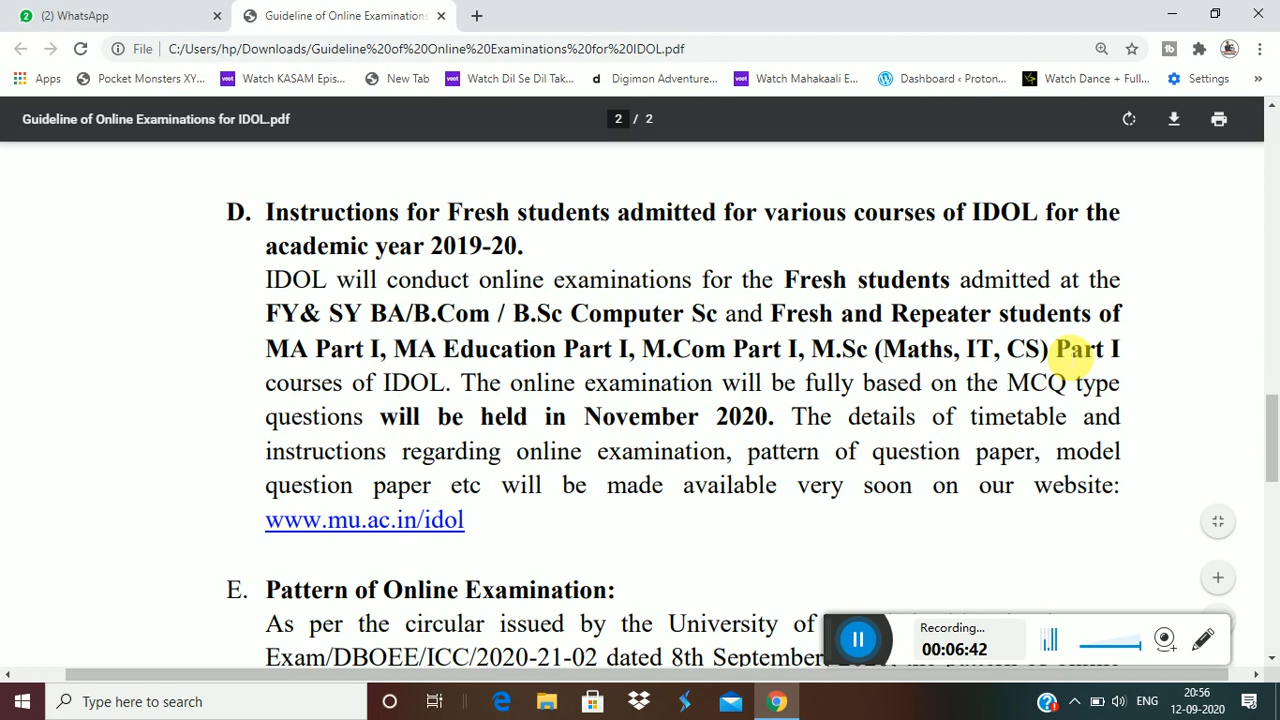 (2) WhatsApp
Guideline of Online Examinations
File C:/Users/hp/Downloads/Guideline%20of%20Online%20Examinations%20for%20IDOL.pdf
Apps Pocket Monsters XY... Watch KASAM Epis... New Tab Watch Dil Se Dil Tak... Digimon Adventure... Watch Mahakaali E... Dashboard ‹ Proton... Watch Dance + Full... Settings »
Guideline of Online Examinations for IDOL.pdf 2 / 2
D. Instructions for Fresh students admitted for various courses of IDOL for the
academic year 2019-20.
IDOL will conduct online examinations for the Fresh students admitted at the
FY& SY BA/B.Com / B.Sc Computer Sc and Fresh and Repeater students of
MA Part I, MA Education Part I, M.Com Part I, M.Sc (Maths, IT, CS) Part I
courses of IDOL. The online examination will be fully based on the MCQ type
questions will be held in November 2020. The details of timetable and
instructions regarding online examination, pattern of question paper, model
question paper etc will be made available very soon on our website:
www.mu.ac.in/idol
E. Pattern of Online Examination:
As per the circular issued by the University of
Exam/DBOEE/ICC/2020-21-02 dated 8th September
Recording...
00:06:42
Type here to search
ENG
20:56
12-09-2020